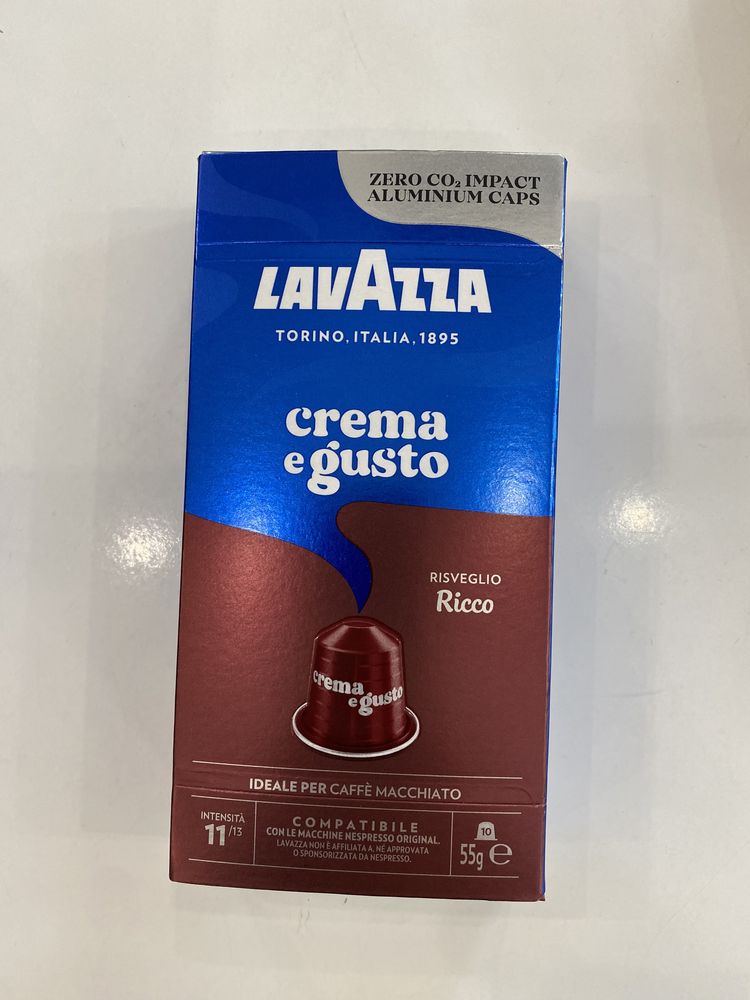 ZERO CO₂ IMPACT
ALUMINIUM CAPS
LAVAZZA
TORINO, ITALIA, 1895
crema
e gusto
RISVEGLIO
Ricco
crema
e gusto
IDEALE PER CAFFÈ MACCHIATO
INTENSITÀ
11/13
COMPATIBILE
CON LE MACCHINE NESPRESSO ORIGINAL.
LAVAZZA NON È AFFILIATA A, NÉ APPROVATA
O SPONSORIZZATA DA NESPRESSO.
10
55g ℮